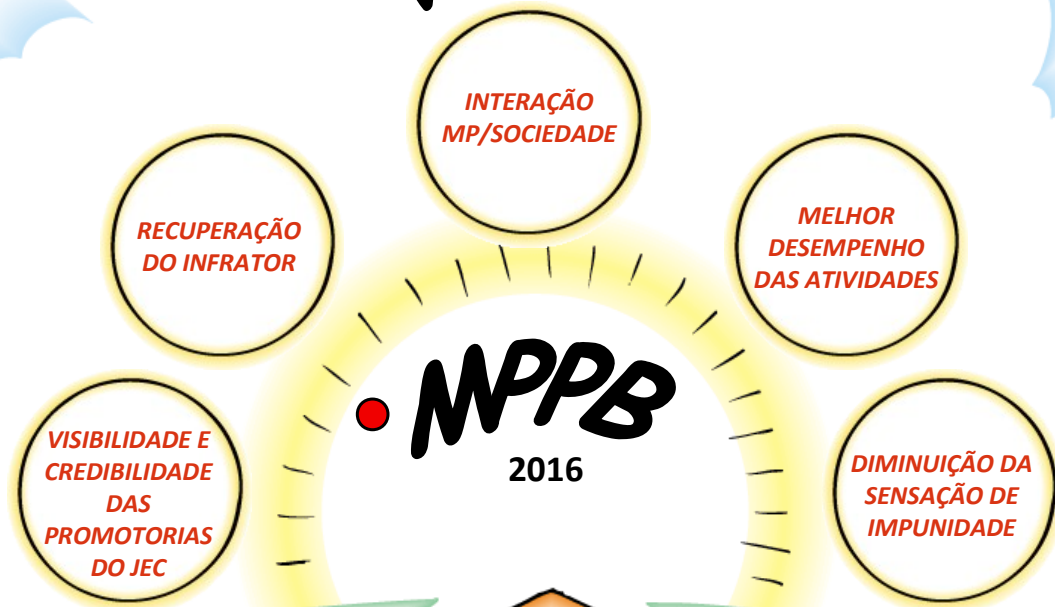 INTERAÇÃO
MP/SOCIEDADE
RECUPERAÇÃO
DO INFRATOR
MELHOR
DESEMPENHO
DAS ATIVIDADES
MPPB
2016
VISIBILIDADE E
CREDIBILIDADE
DAS
PROMOTORIAS
DO JEC
DIMINUIÇÃO DA
SENSAÇÃO DE
IMPUNIDADE